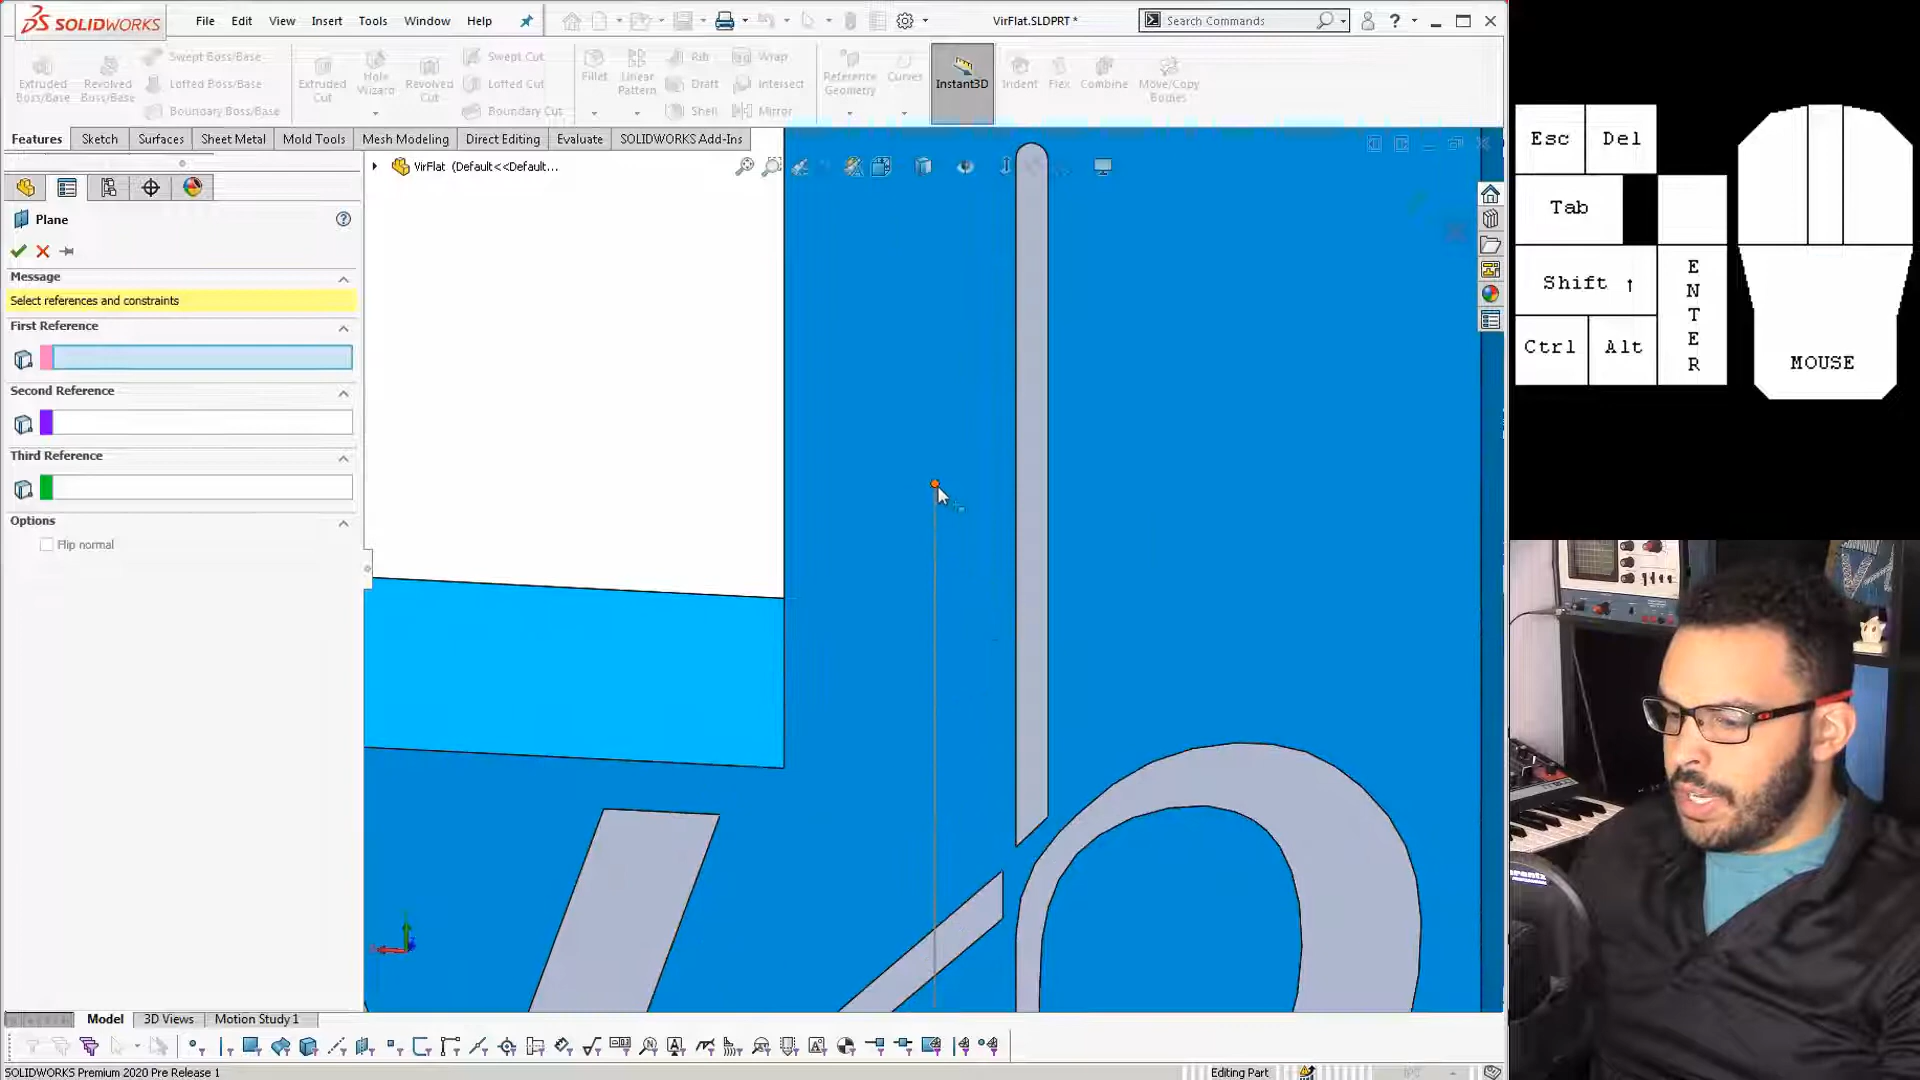 SOLIDWORKS File Edit View Insert Tools Window Help VirFlat.SLDPRT * Search Commands ?
Extruded Boss/Base Revolved Boss/Base Swept Boss/Base Lofted Boss/Base Boundary Boss/Base Extruded Cut Hole Wizard Revolved Cut Swept Cut Lofted Cut Boundary Cut Fillet Linear Pattern Rib Draft Shell Wrap Intersect Mirror Reference Geometry Curves Instant3D Indent Flex Combine Move/Copy Bodies
Features Sketch Surfaces Sheet Metal Mold Tools Mesh Modeling Direct Editing Evaluate SOLIDWORKS Add-Ins
VirFlat (Default<<Default...
Plane
Message
Select references and constraints
First Reference
Second Reference
Third Reference
Options
Flip normal
Model 3D Views Motion Study 1
SOLIDWORKS Premium 2020 Pre Release 1
Editing Part
Esc Del
Tab
Shift ↑
Ctrl Alt
ENTER
MOUSE